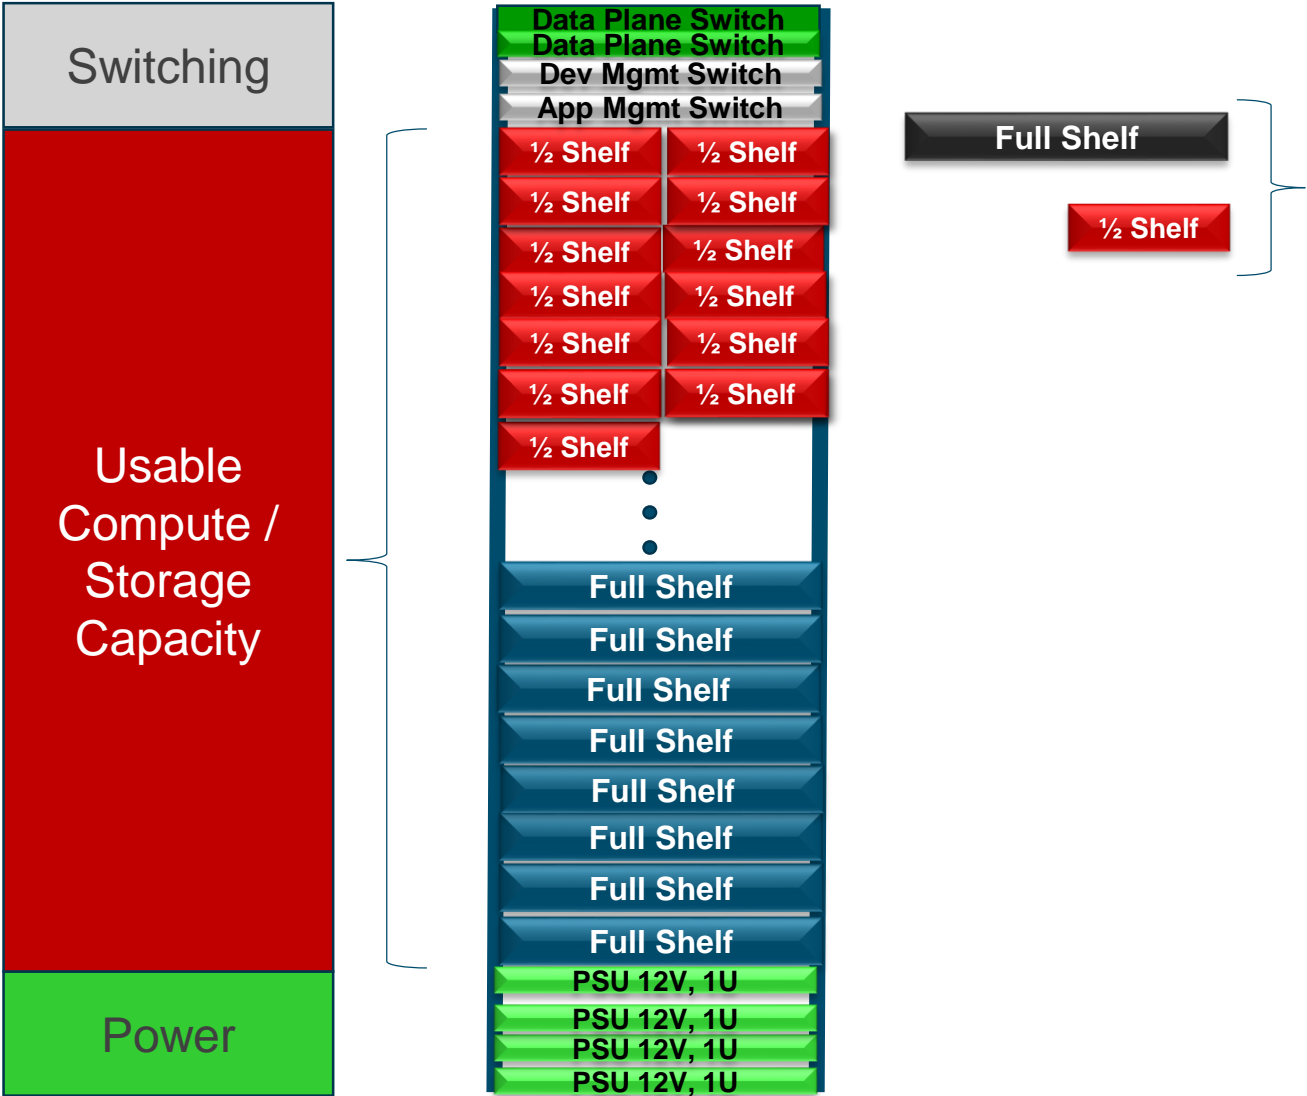 Switching
Usable
Compute /
Storage
Capacity
Power
Data Plane Switch
Data Plane Switch
Dev Mgmt Switch
App Mgmt Switch
½ Shelf ½ Shelf
½ Shelf ½ Shelf
½ Shelf ½ Shelf
½ Shelf ½ Shelf
½ Shelf ½ Shelf
½ Shelf ½ Shelf
½ Shelf
Full Shelf
Full Shelf
Full Shelf
Full Shelf
Full Shelf
Full Shelf
Full Shelf
Full Shelf
PSU 12V, 1U
PSU 12V, 1U
PSU 12V, 1U
PSU 12V, 1U
Full Shelf
½ Shelf